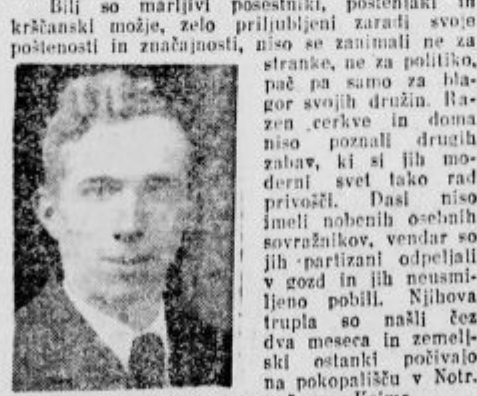 Bili so marljivi posestniki, poštenjaki in
krščanski možje, zelo priljubljeni zaradi svoje
poštenosti in značajnosti, niso se zanimali ne za
stranke, ne za politiko,
pač pa samo za bla-
gor svojih družin. Ra-
zen cerkve in doma
niso poznali drugih
zabav, ki si jih mo-
derni svet tako rad
privošči. Dasi niso
imeli nobenih osebnih
sovražnikov, vendar so
jih partizani odpeljali
v gozd in jih neusmi-
ljeno pobili. Njihova
trupla so našli čez
dva meseca in zemelj-
ski ostanki počivajo
na pokopališču v Notr.